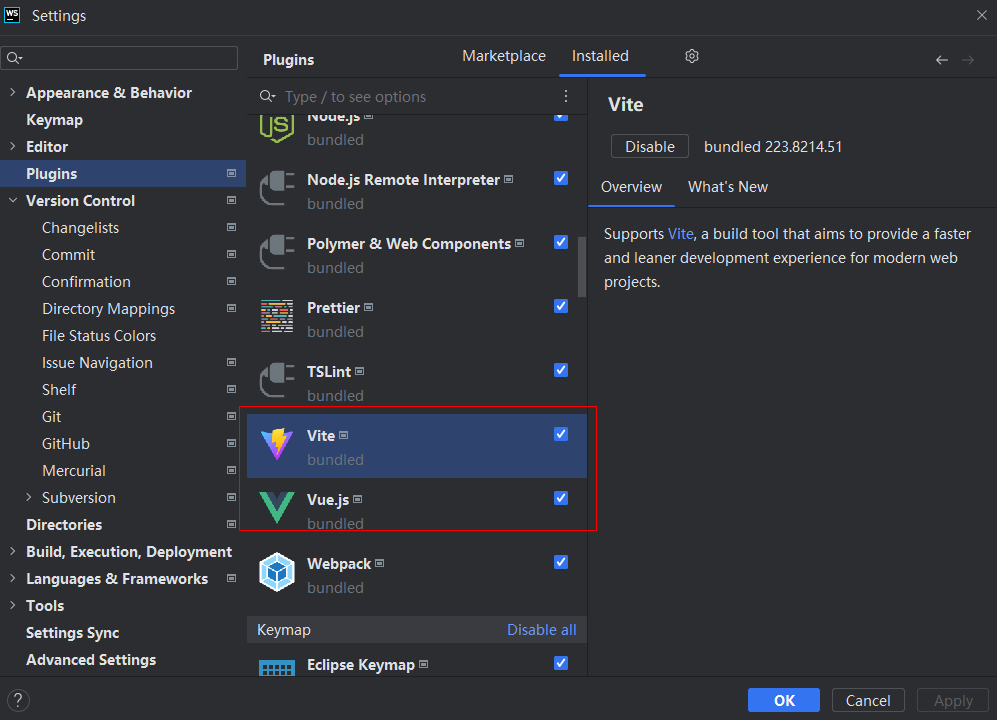 WS
Settings
Plugins
Marketplace
Installed
Type / to see options
Appearance & Behavior
Keymap
Editor
Plugins
Version Control
Changelists
Commit
Confirmation
Directory Mappings
File Status Colors
Issue Navigation
Shelf
Git
GitHub
Mercurial
Subversion
Directories
Build, Execution, Deployment
Languages & Frameworks
Tools
Settings Sync
Advanced Settings
Node.js
bundled
Node.js Remote Interpreter
bundled
Polymer & Web Components
bundled
Prettier
bundled
TSLint
bundled
Vite
bundled
Vue.js
bundled
Webpack
bundled
Keymap
Disable all
Eclipse Keymap
Vite
Disable
bundled 223.8214.51
Overview
What's New
Supports Vite, a build tool that aims to provide a faster
and leaner development experience for modern web
projects.
?
OK
Cancel
Apply